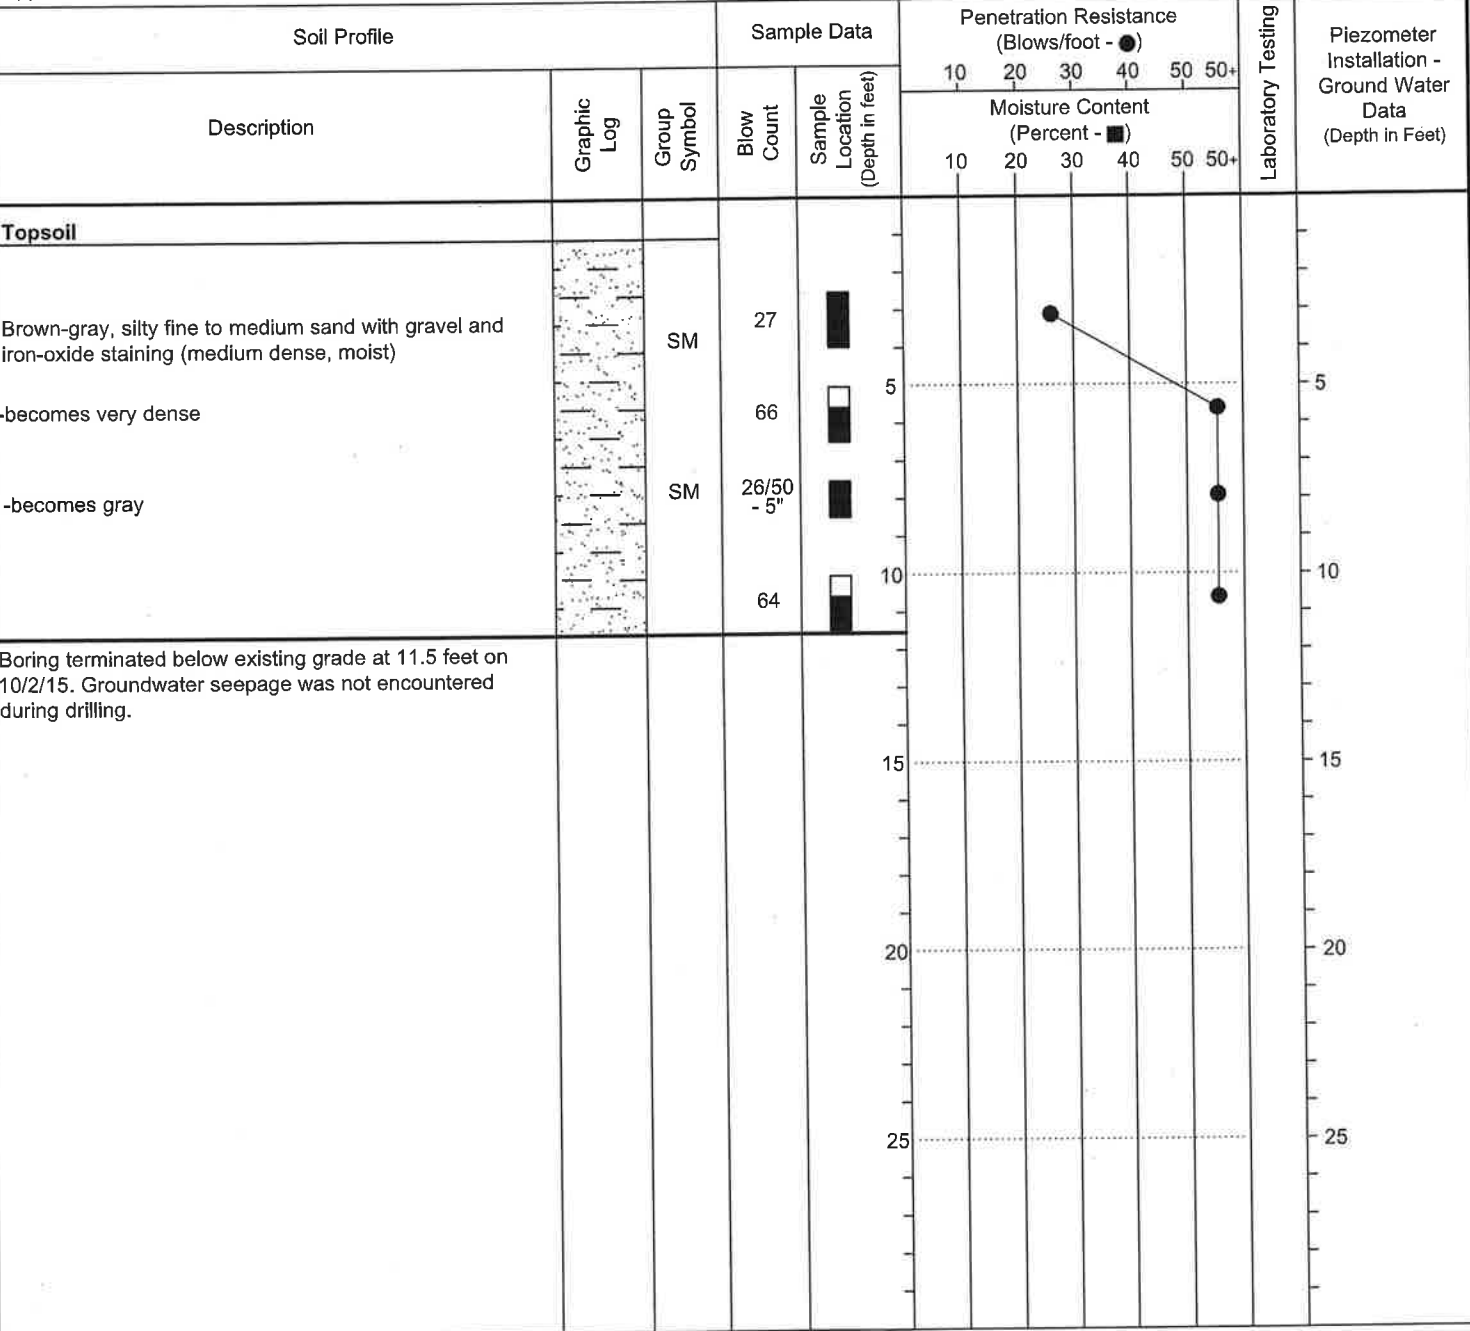 Soil Profile
Sample Data
Penetration Resistance
(Blows/foot - ●)
10 20 30 40 50 50+
Moisture Content
(Percent - ■)
10 20 30 40 50 50+
Laboratory Testing
Piezometer
Installation -
Ground Water
Data
(Depth in Feet)
Description
Graphic
Log
Group
Symbol
Blow
Count
Sample
Location
(Depth in feet)
Topsoil
Brown-gray, silty fine to medium sand with gravel and
iron-oxide staining (medium dense, moist)
SM
27
5
5
-becomes very dense
66
-becomes gray
SM
26/50
- 5"
10
10
64
Boring terminated below existing grade at 11.5 feet on
10/2/15. Groundwater seepage was not encountered
during drilling.
15
15
20
20
25
25